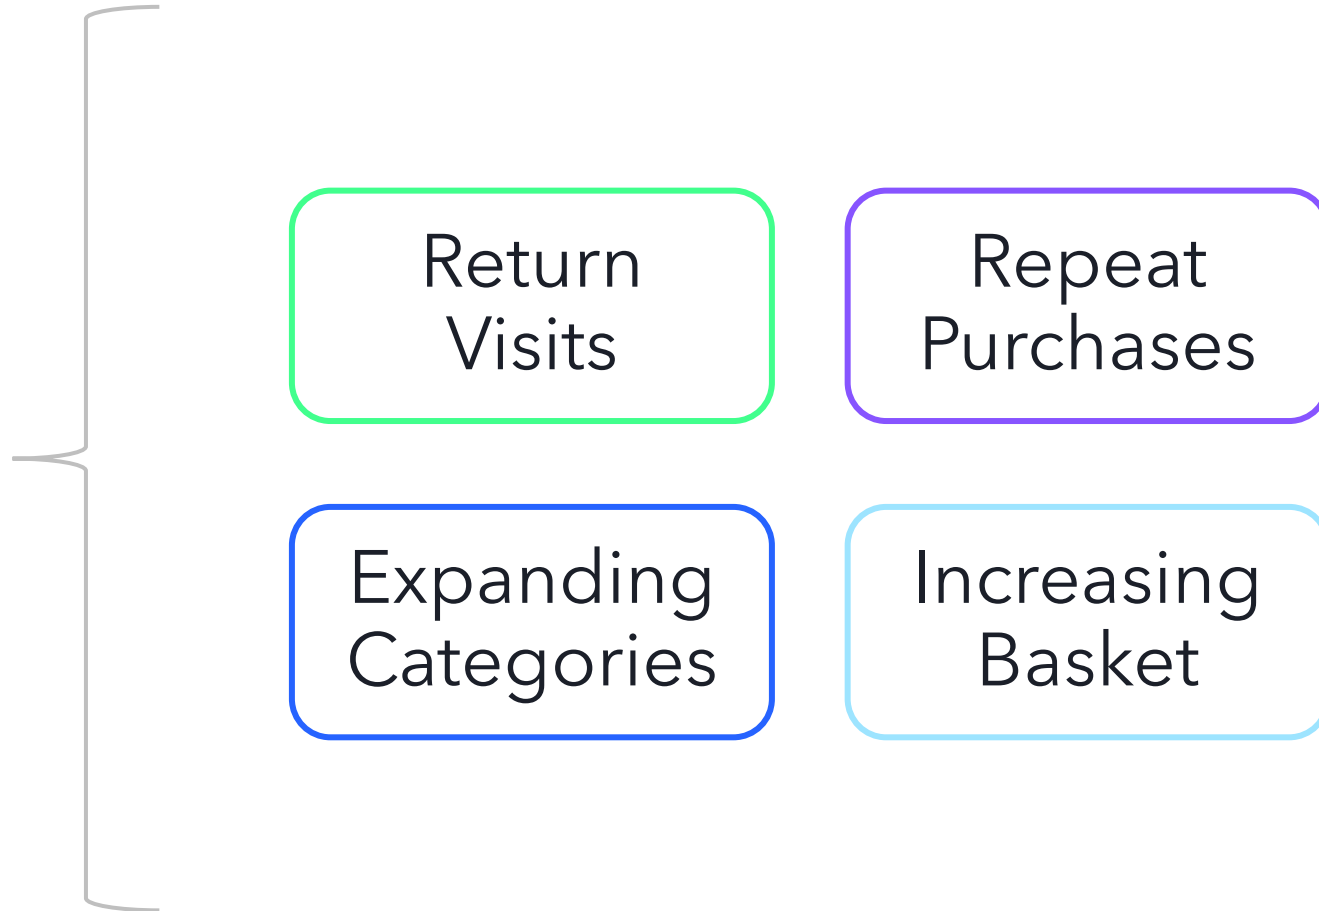 Return
Visits
Repeat
Purchases
Expanding
Categories
Increasing
Basket